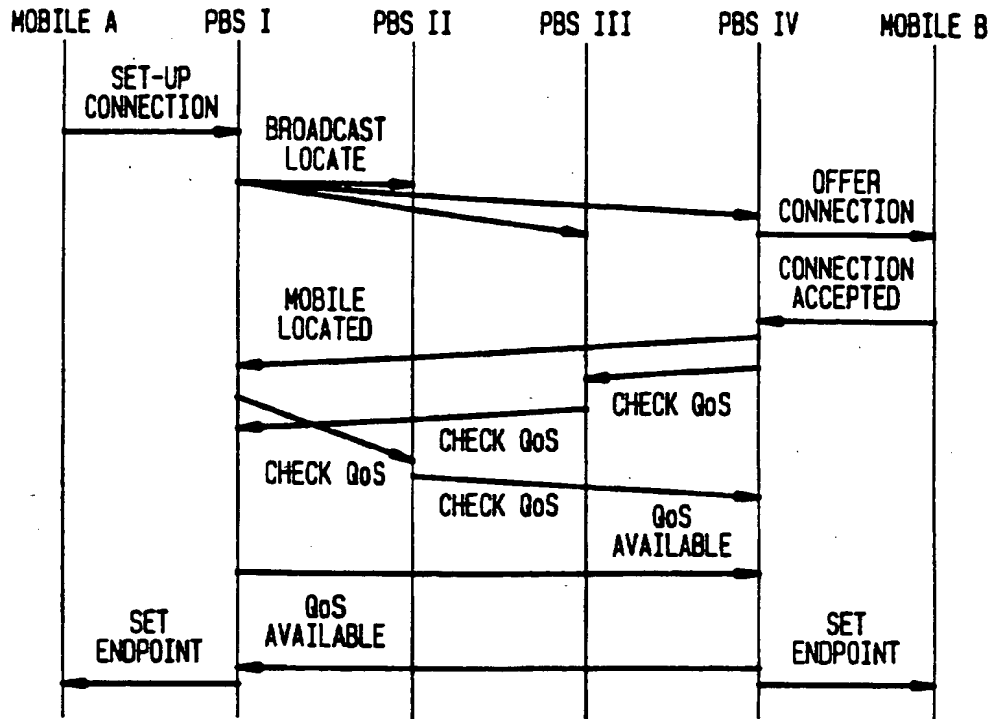 MOBILE A PBS I PBS II PBS III PBS IV MOBILE B
SET-UP
CONNECTION
BROADCAST
LOCATE
OFFER
CONNECTION
CONNECTION
ACCEPTED
MOBILE
LOCATED
CHECK QoS
CHECK QoS
CHECK QoS
CHECK QoS
QoS
AVAILABLE
QoS
AVAILABLE
SET
ENDPOINT
SET
ENDPOINT